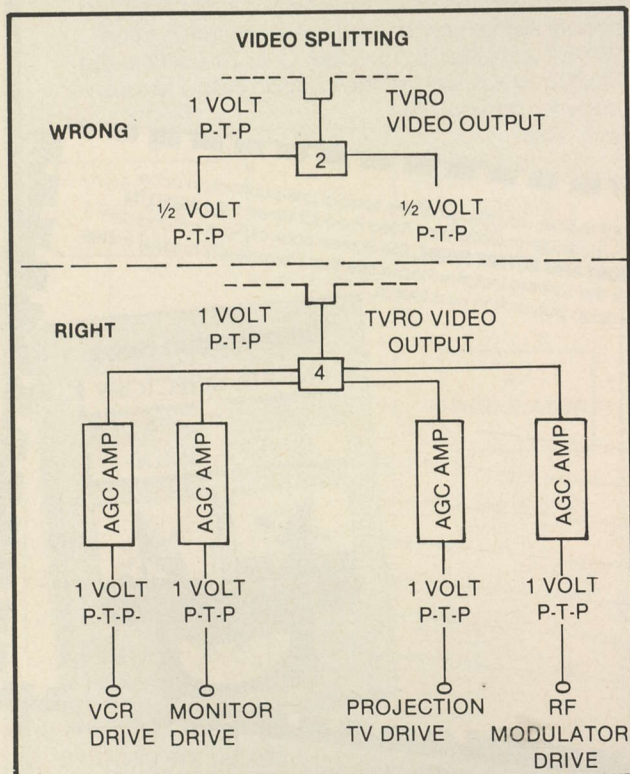 VIDEO SPLITTING
WRONG
1 VOLT
P-T-P
TVRO
VIDEO OUTPUT
2
½ VOLT
P-T-P
½ VOLT
P-T-P
RIGHT
1 VOLT
P-T-P
TVRO VIDEO
OUTPUT
4
AGC AMP
AGC AMP
AGC AMP
AGC AMP
1 VOLT
P-T-P-
1 VOLT
P-T-P
1 VOLT
P-T-P
1 VOLT
P-T-P
VCR
DRIVE
MONITOR
DRIVE
PROJECTION
TV DRIVE
RF
MODULATOR
DRIVE